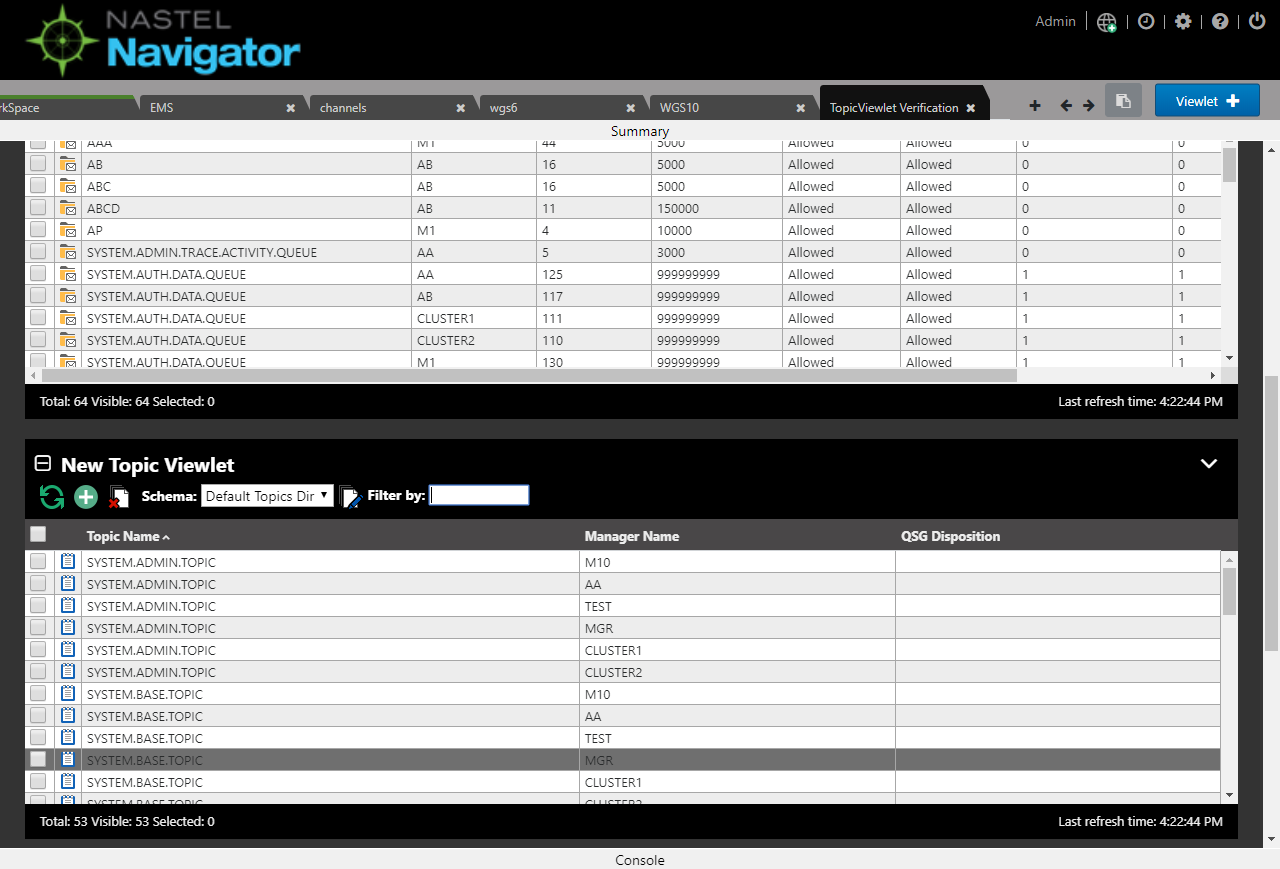 NASTEL
Navigator
Admin
rkSpace EMS channels wgs6 WGS10 TopicViewlet Verification Viewlet
Summary
AAA M1 44 5000 Allowed Allowed 0 0
AB AB 16 5000 Allowed Allowed 0 0
ABC AB 16 5000 Allowed Allowed 0 0
ABCD AB 11 150000 Allowed Allowed 0 0
AP M1 4 10000 Allowed Allowed 0 0
SYSTEM.ADMIN.TRACE.ACTIVITY.QUEUE AA 5 3000 Allowed Allowed 0 0
SYSTEM.AUTH.DATA.QUEUE AA 125 999999999 Allowed Allowed 1 1
SYSTEM.AUTH.DATA.QUEUE AB 117 999999999 Allowed Allowed 1 1
SYSTEM.AUTH.DATA.QUEUE CLUSTER1 111 999999999 Allowed Allowed 1 1
SYSTEM.AUTH.DATA.QUEUE CLUSTER2 110 999999999 Allowed Allowed 1 1
SYSTEM.AUTH.DATA.QUEUE M1 130 999999999 Allowed Allowed 1 1
Total: 64 Visible: 64 Selected: 0 Last refresh time: 4:22:44 PM
New Topic Viewlet
Schema: Default Topics Dir Filter by:
Topic Name Manager Name QSG Disposition
SYSTEM.ADMIN.TOPIC M10
SYSTEM.ADMIN.TOPIC AA
SYSTEM.ADMIN.TOPIC TEST
SYSTEM.ADMIN.TOPIC MGR
SYSTEM.ADMIN.TOPIC CLUSTER1
SYSTEM.ADMIN.TOPIC CLUSTER2
SYSTEM.BASE.TOPIC M10
SYSTEM.BASE.TOPIC AA
SYSTEM.BASE.TOPIC TEST
SYSTEM.BASE.TOPIC MGR
SYSTEM.BASE.TOPIC CLUSTER1
SYSTEM.BASE.TOPIC CLUSTER2
Total: 53 Visible: 53 Selected: 0 Last refresh time: 4:22:44 PM
Console